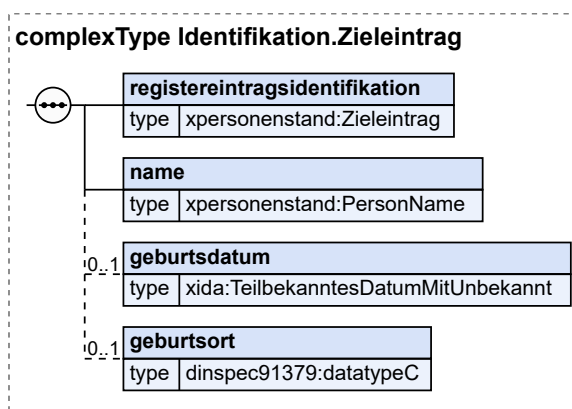 complexType Identifikation.Zieleintrag
registereintragsidentifikation
type xpersonenstand:Zieleintrag
name
type xpersonenstand:PersonName
0..1 geburtsdatum
type xida:TeilbekanntesDatumMitUnbekannt
0..1 geburtsort
type dinspec91379:datatypeC